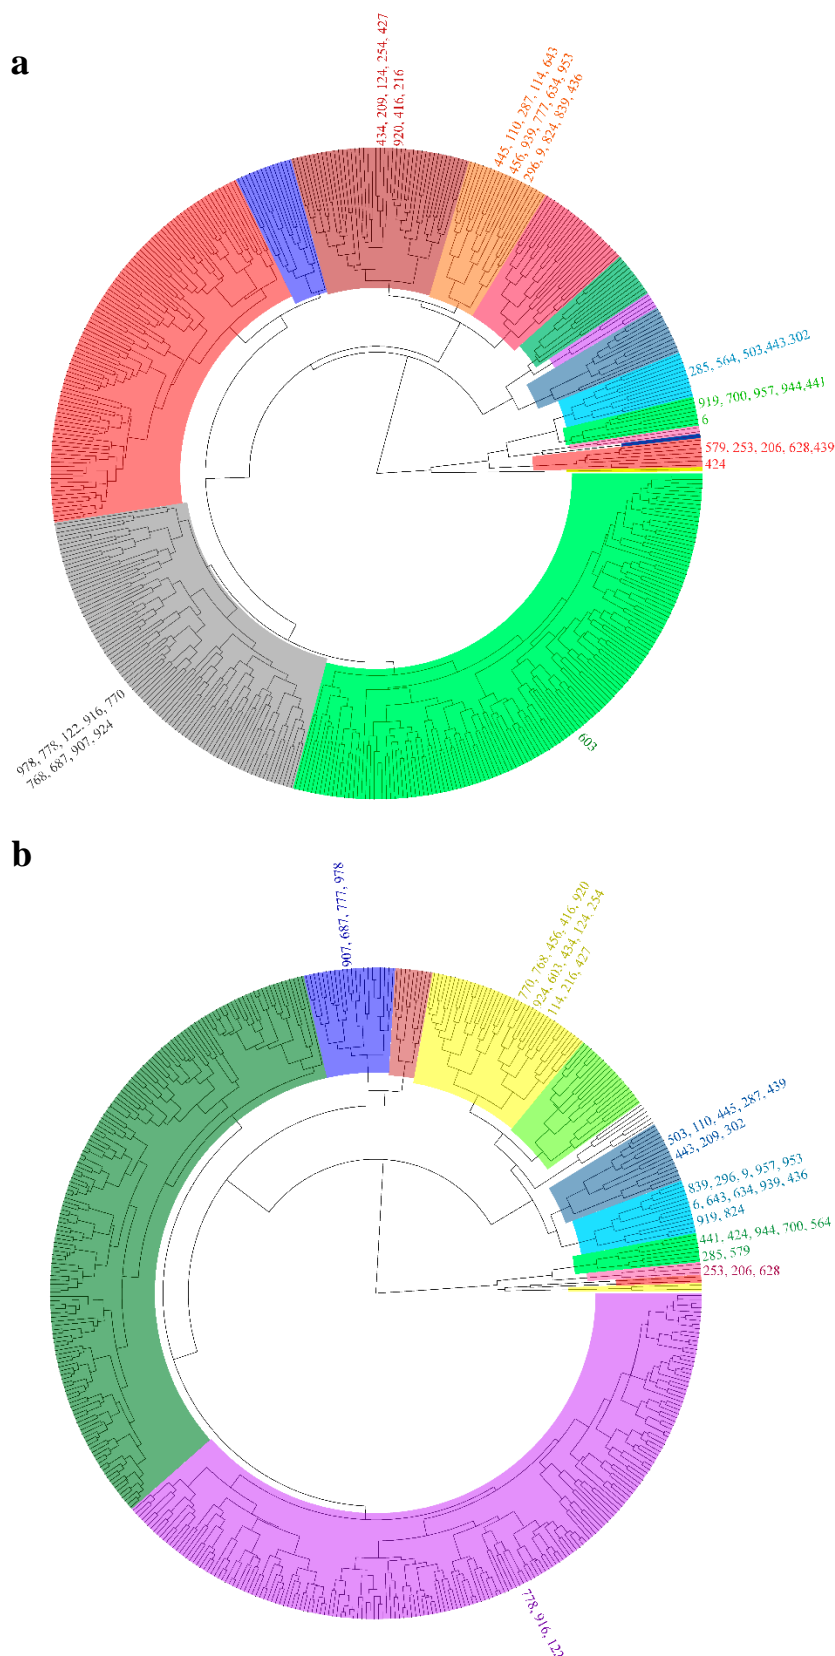 a
434, 209, 124, 254, 427
920, 416, 216
445, 110, 287, 114, 643
456, 939, 777, 634, 953
296, 9, 824, 839, 436
285, 564, 503,443.302
919, 700, 957, 944,441
6
579, 253, 206, 628,439
424
978, 778, 122, 916, 770
768, 687, 907, 924
603
b
907, 687, 777, 978
770, 768, 456, 416, 920
924, 603, 434, 124, 254
114, 216, 427
503, 110, 445, 287, 439
443, 209, 302
839, 296, 9, 957, 953
6, 643, 634, 939, 436
919, 824
441, 424, 944, 700, 564
285, 579
253, 206, 628
778, 916, 122